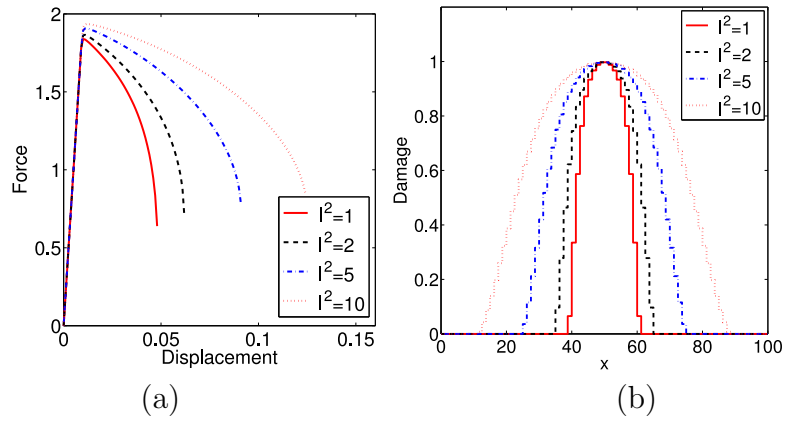 2
1.5
1
0.5
0
0
0.05
0.1
0.15
Force
Displacement
l²=1
l²=2
l²=5
l²=10
(a)
1
0.8
0.6
0.4
0.2
0
0
20
40
60
80
100
Damage
x
l²=1
l²=2
l²=5
l²=10
(b)